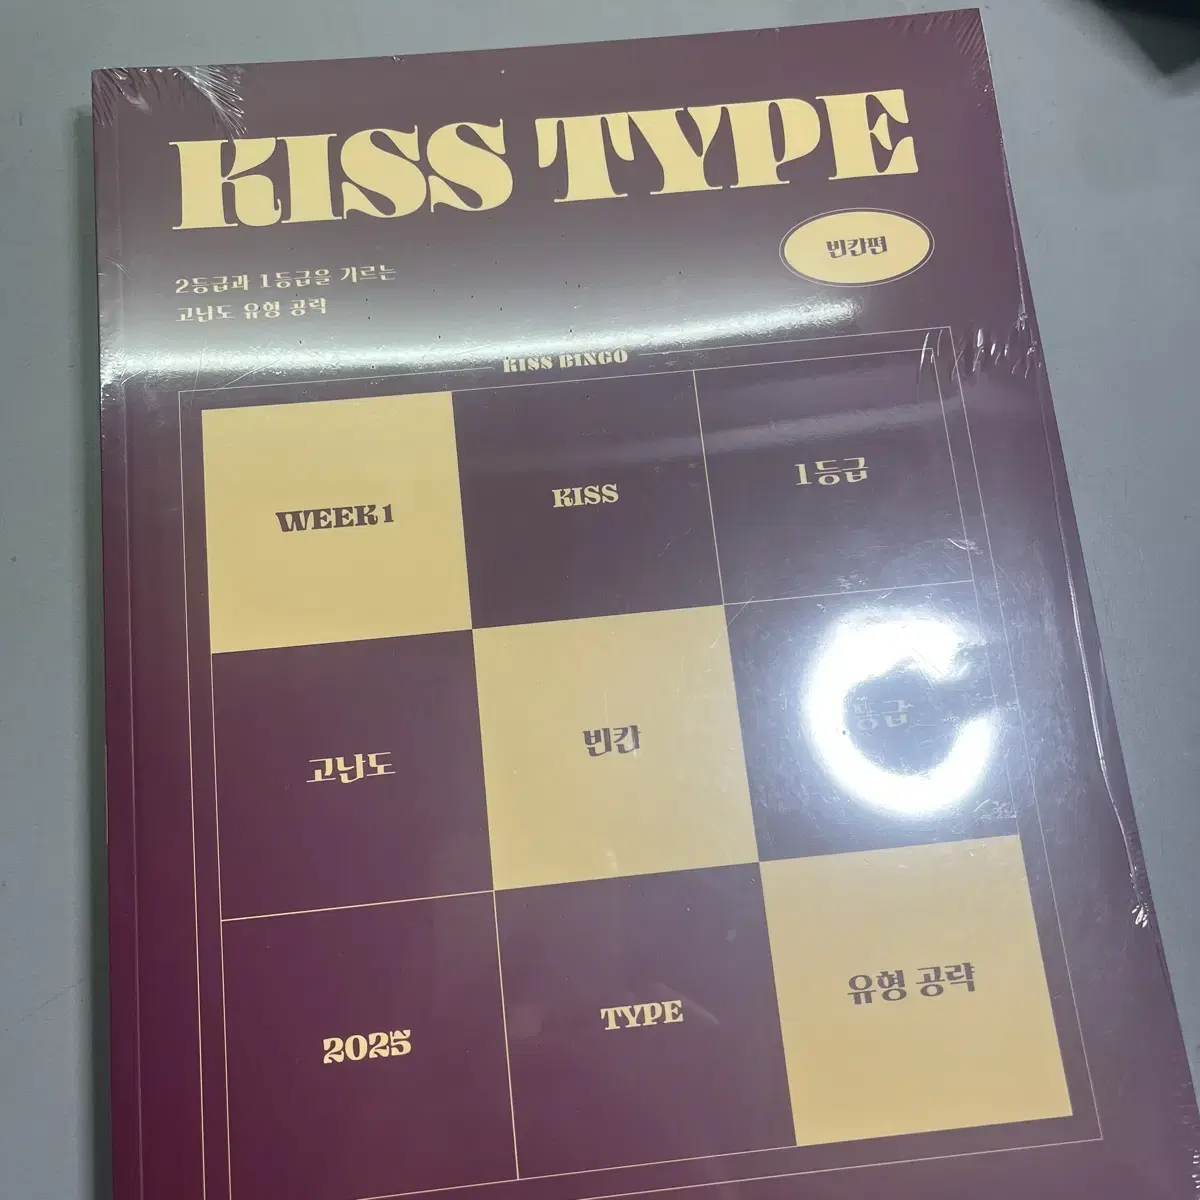 KISS TYPE
빈칸편
2등급과 1등급을 가르는
고난도 유형 공략
KISS BINGO
WEEK 1
KISS
1등급
고난도
빈칸
등급
2025
TYPE
유형 공략